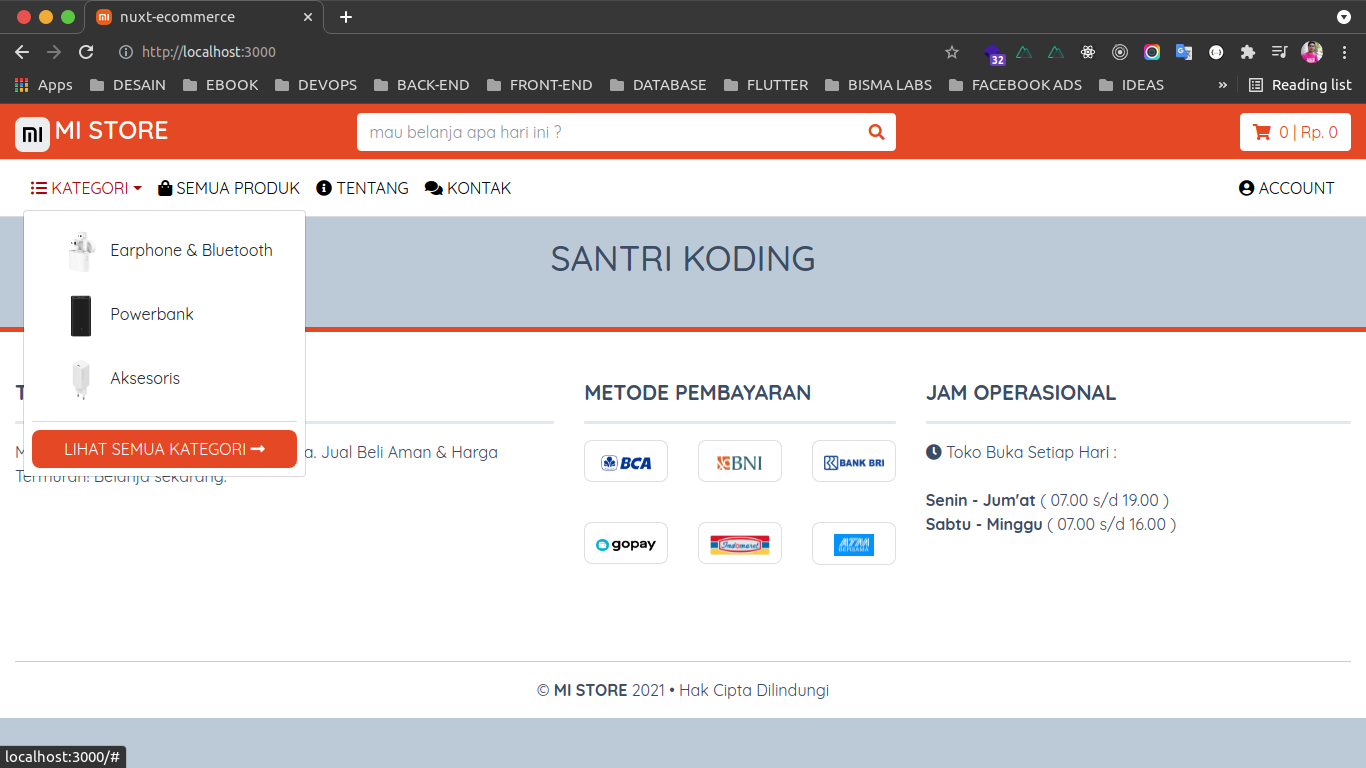 nuxt-ecommerce
http://localhost:3000
32
Apps DESAIN EBOOK DEVOPS BACK-END FRONT-END DATABASE FLUTTER BISMA LABS FACEBOOK ADS IDEAS » Reading list
MI STORE
mau belanja apa hari ini ?
0 | Rp. 0
KATEGORI SEMUA PRODUK TENTANG KONTAK ACCOUNT
Earphone & Bluetooth
Powerbank
Aksesoris
LIHAT SEMUA KATEGORI
SANTRI KODING
T
M a. Jual Beli Aman & Harga
Termurah! Belanja sekarang.
METODE PEMBAYARAN
BCA BNI BANK BRI
gopay Indomaret ATM BERSAMA
JAM OPERASIONAL
Toko Buka Setiap Hari :
Senin - Jum'at ( 07.00 s/d 19.00 )
Sabtu - Minggu ( 07.00 s/d 16.00 )
© MI STORE 2021 • Hak Cipta Dilindungi
localhost:3000/#